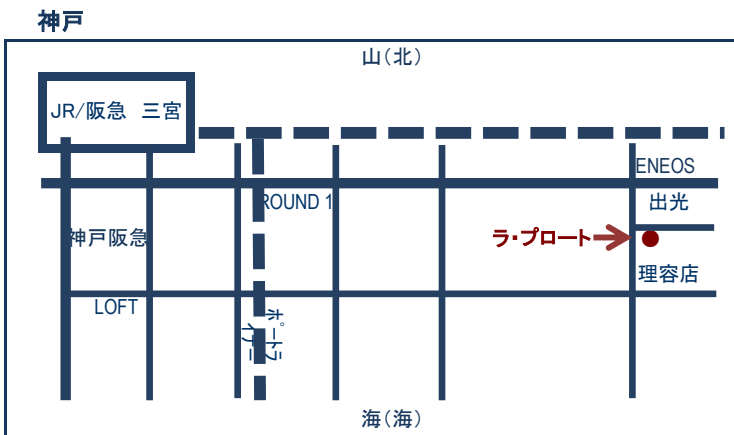 神戸
山(北)
JR/阪急 三宮
ENEOS
出光
ROUND 1
神戸阪急
ラ・プロート
理容店
LOFT
ポートラ
イナー
海(海)